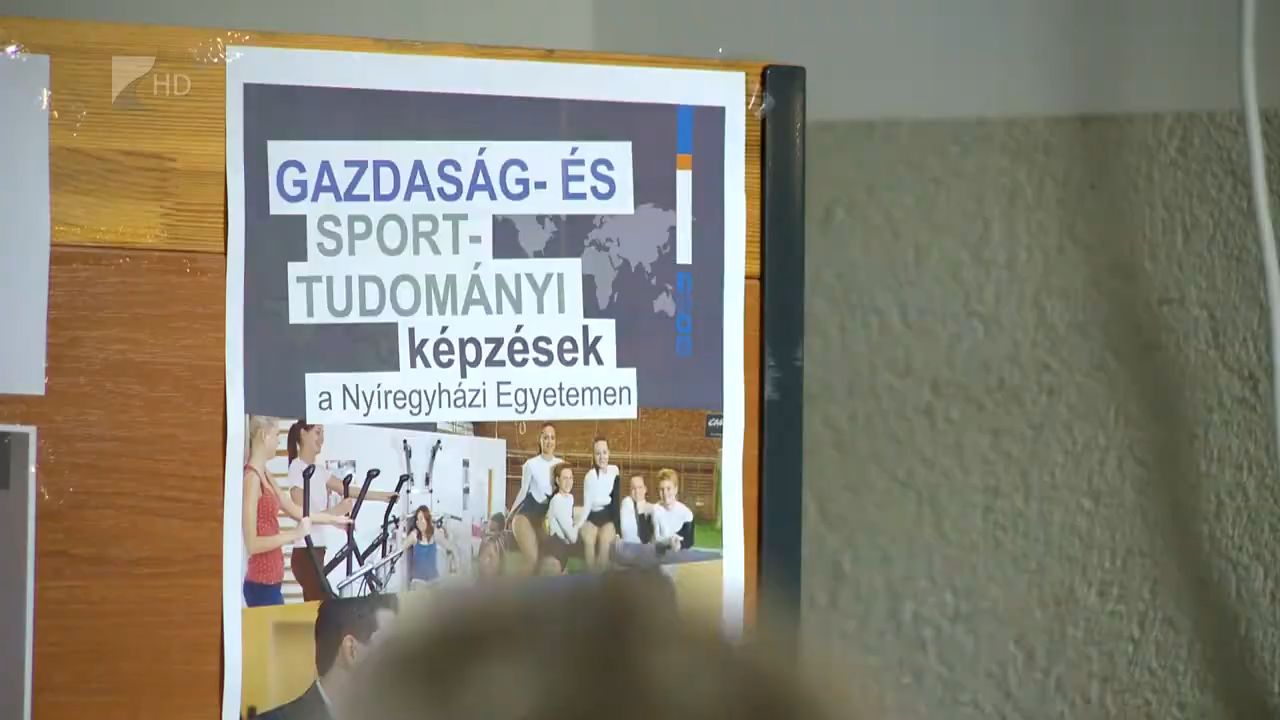 HD
GAZDASÁG- ÉS
SPORT-
TUDOMÁNYI
képzések
a Nyíregyházi Egyetemen